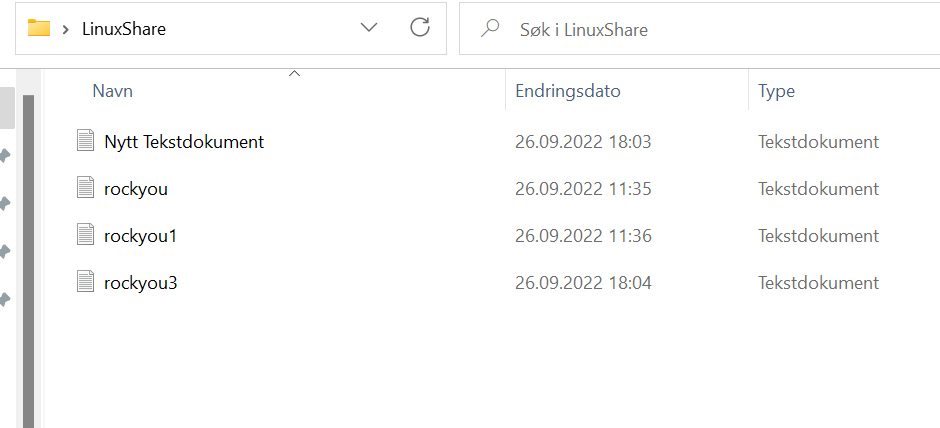 LinuxShare
Søk i LinuxShare
Navn Endringsdato Type
Nytt Tekstdokument 26.09.2022 18:03 Tekstdokument
rockyou 26.09.2022 11:35 Tekstdokument
rockyou1 26.09.2022 11:36 Tekstdokument
rockyou3 26.09.2022 18:04 Tekstdokument